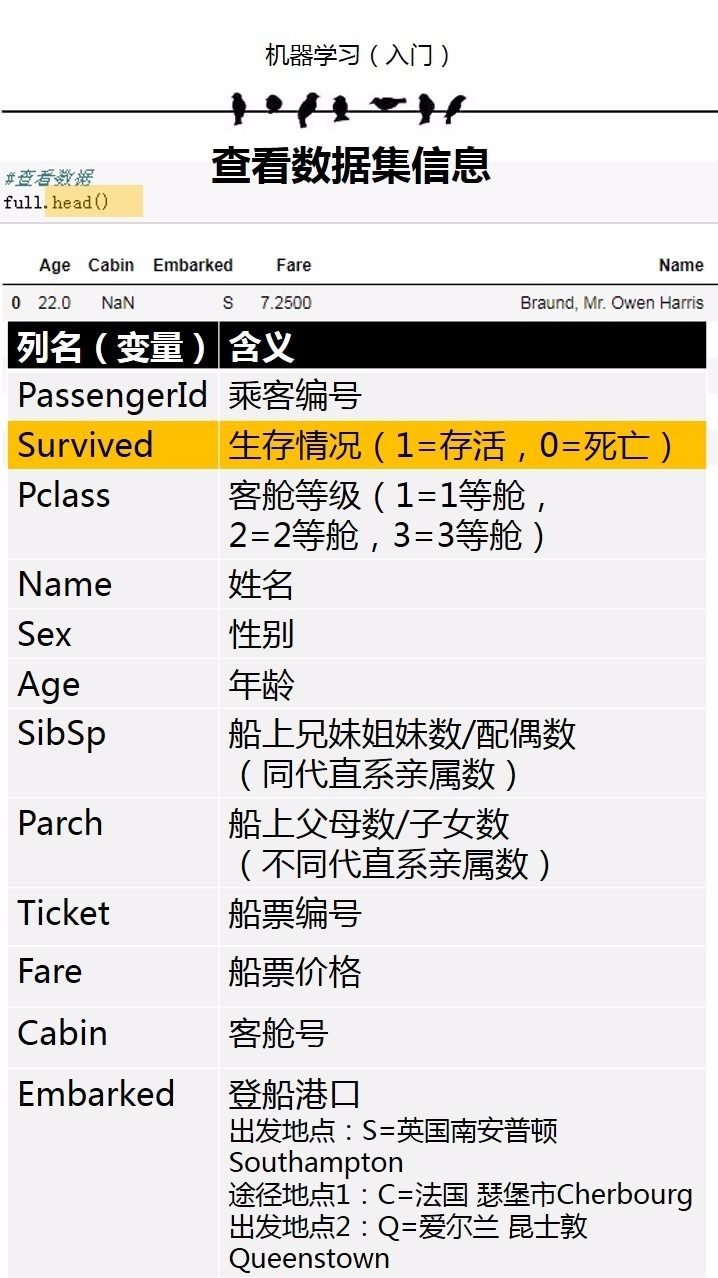 机器学习（入门）
查看数据集信息
#查看数据
full.head()
Age Cabin Embarked Fare Name
0 22.0 NaN S 7.2500 Braund, Mr. Owen Harris
列名（变量） 含义
PassengerId 乘客编号
Survived 生存情况（1=存活，0=死亡）
Pclass 客舱等级（1=1等舱，
2=2等舱，3=3等舱）
Name 姓名
Sex 性别
Age 年龄
SibSp 船上兄妹姐妹数/配偶数
（同代直系亲属数）
Parch 船上父母数/子女数
（不同代直系亲属数）
Ticket 船票编号
Fare 船票价格
Cabin 客舱号
Embarked 登船港口
出发地点：S=英国南安普顿
Southampton
途径地点1：C=法国 瑟堡市Cherbourg
出发地点2：Q=爱尔兰 昆士敦
Queenstown